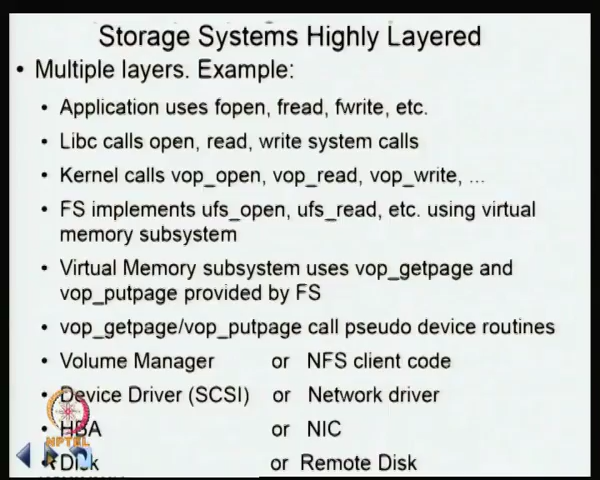 Storage Systems Highly Layered
• Multiple layers. Example:
• Application uses fopen, fread, fwrite, etc.
• Libc calls open, read, write system calls
• Kernel calls vop_open, vop_read, vop_write, ...
• FS implements ufs_open, ufs_read, etc. using virtual
memory subsystem
• Virtual Memory subsystem uses vop_getpage and
vop_putpage provided by FS
• vop_getpage/vop_putpage call pseudo device routines
• Volume Manager or NFS client code
• Device Driver (SCSI) or Network driver
• HBA or NIC
NPTEL
• Disk or Remote Disk